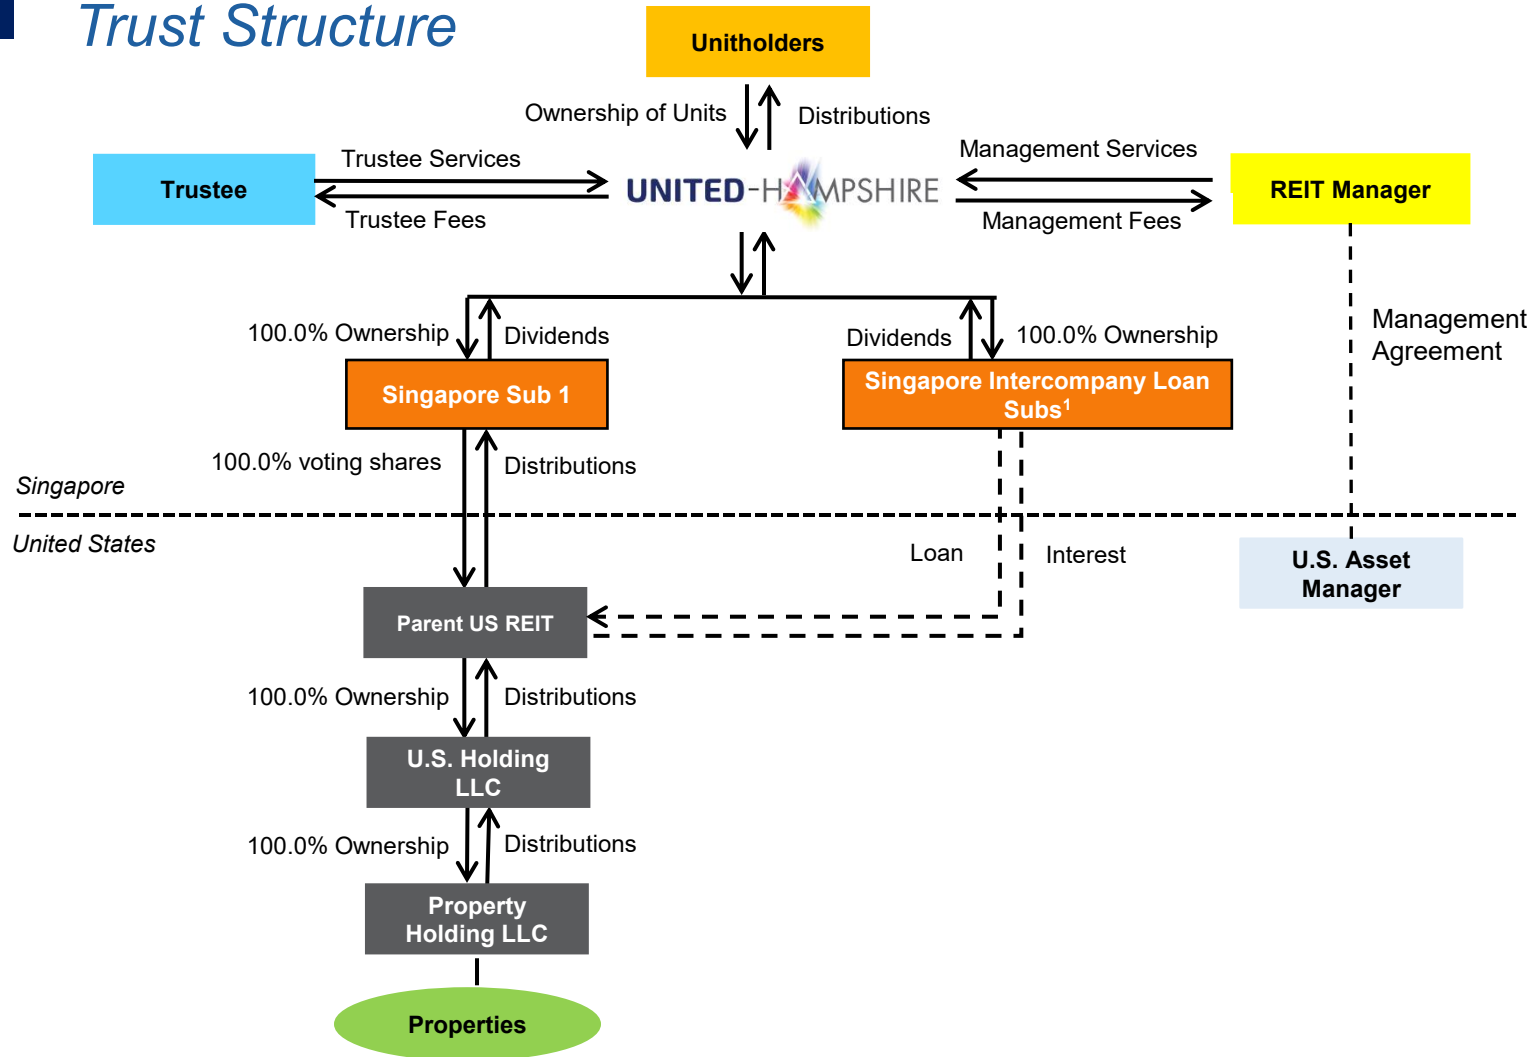 Trust Structure
Unitholders
Ownership of Units
Distributions
Trustee
Trustee Services
Trustee Fees
UNITED-HAMPSHIRE
Management Services
Management Fees
REIT Manager
100.0% Ownership
Dividends
Dividends
100.0% Ownership
Management
Agreement
Singapore Sub 1
Singapore Intercompany Loan
Subs¹
100.0% voting shares
Distributions
Singapore
United States
Loan
Interest
U.S. Asset
Manager
Parent US REIT
100.0% Ownership
Distributions
U.S. Holding
LLC
100.0% Ownership
Distributions
Property
Holding LLC
Properties